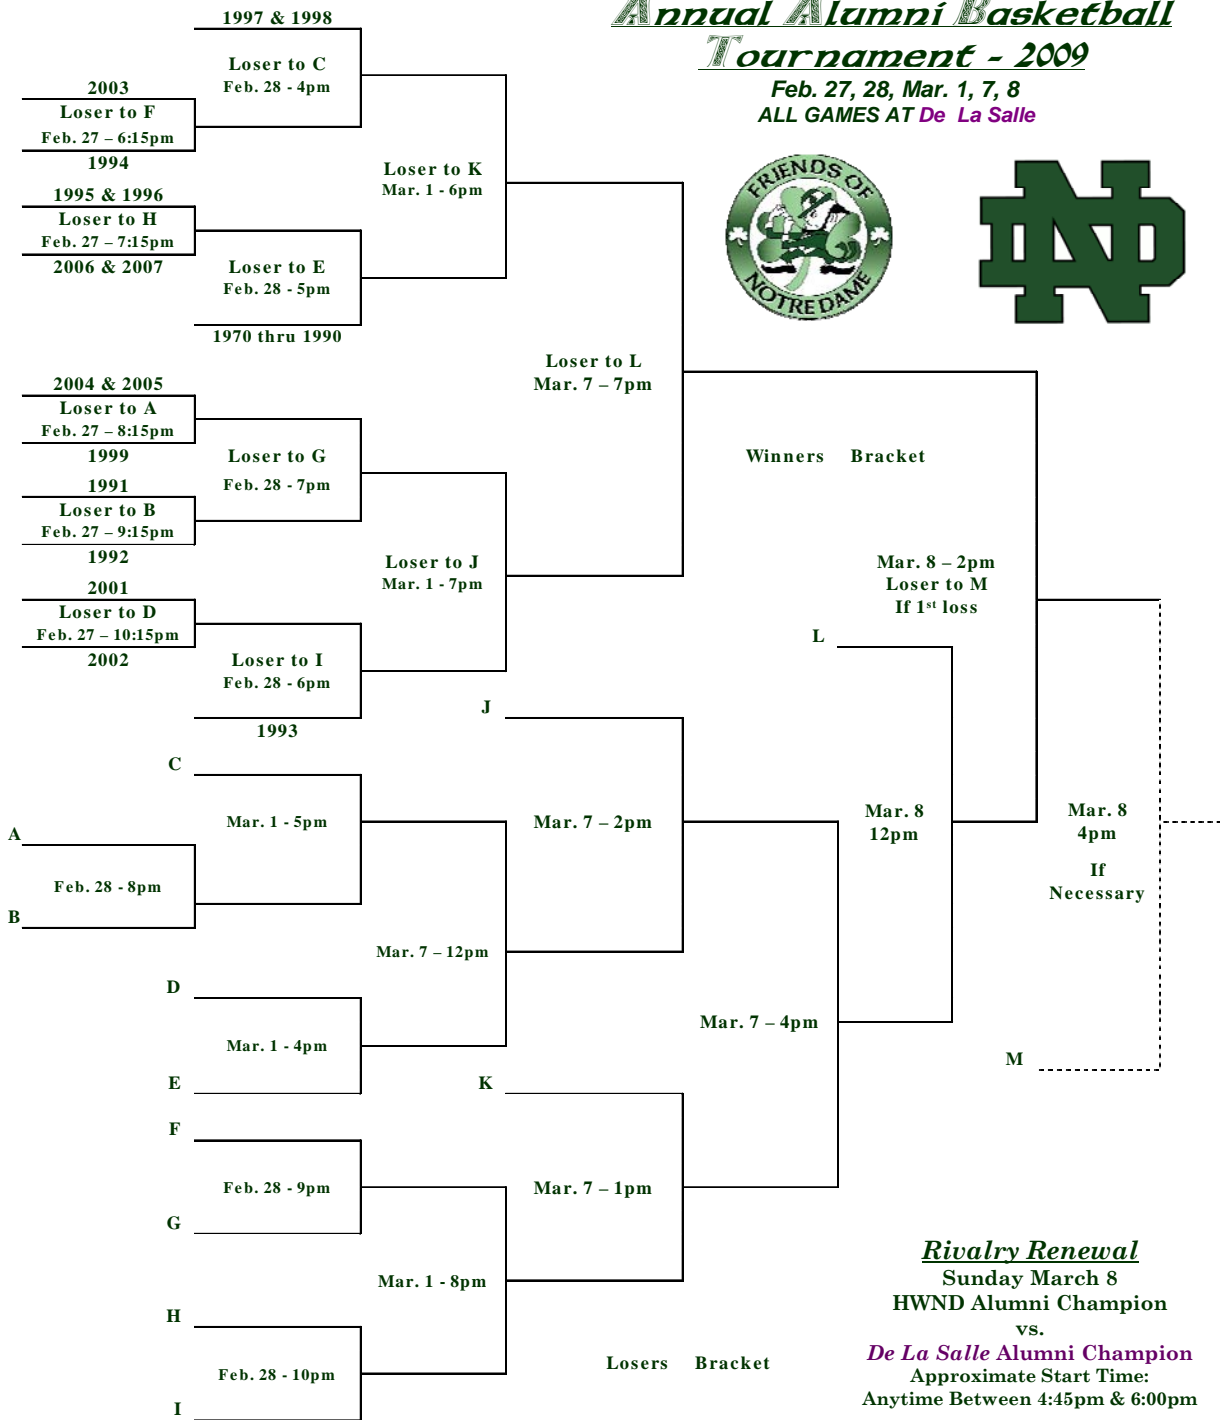 Annual Alumni Basketball
Tournament - 2009
Feb. 27, 28, Mar. 1, 7, 8
ALL GAMES AT De La Salle
FRIENDS OF
NOTRE DAME
ND
1997 & 1998
Loser to C
Feb. 28 - 4pm
2003
Loser to F
Feb. 27 – 6:15pm
1994
1995 & 1996
Loser to H
Feb. 27 – 7:15pm
2006 & 2007
Loser to E
Feb. 28 - 5pm
1970 thru 1990
Loser to K
Mar. 1 - 6pm
2004 & 2005
Loser to A
Feb. 27 – 8:15pm
1999
1991
Loser to B
Feb. 27 – 9:15pm
1992
Loser to G
Feb. 28 - 7pm
2001
Loser to D
Feb. 27 – 10:15pm
2002
Loser to I
Feb. 28 - 6pm
1993
Loser to J
Mar. 1 - 7pm
Loser to L
Mar. 7 – 7pm
Winners Bracket
Mar. 8 – 2pm
Loser to M
If 1st loss
L
J
C
Mar. 1 - 5pm
A
Feb. 28 - 8pm
B
Mar. 7 – 2pm
Mar. 8
12pm
Mar. 8
4pm
If
Necessary
Mar. 7 – 12pm
D
Mar. 1 - 4pm
E
Mar. 7 – 4pm
M
K
F
Feb. 28 - 9pm
G
Mar. 7 – 1pm
Mar. 1 - 8pm
H
Feb. 28 - 10pm
I
Losers Bracket
Rivalry Renewal
Sunday March 8
HWND Alumni Champion
vs.
De La Salle Alumni Champion
Approximate Start Time:
Anytime Between 4:45pm & 6:00pm